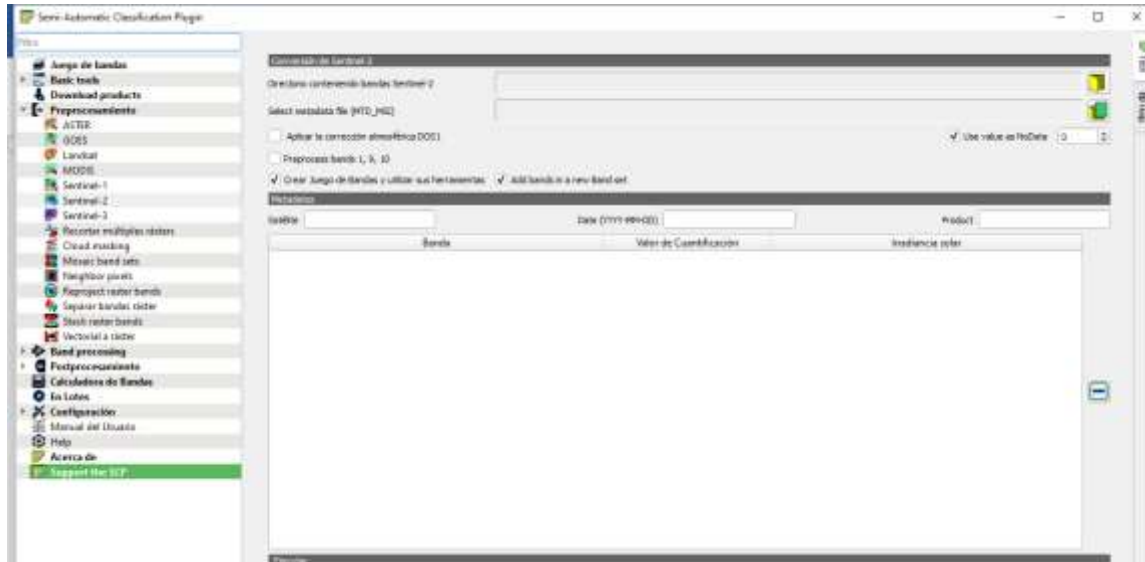 Semi-Automatic Classification Plugin
Filtro
Juego de bandas
Basic tools
Download products
Preprocesamiento
ASTER
GOES
Landsat
MODIS
Sentinel-1
Sentinel-2
Sentinel-3
Recortar múltiples rásters
Cloud masking
Mosaic band sets
Neighbor pixels
Reproject raster bands
Separar bandas ráster
Stack raster bands
Vectorial a ráster
Band processing
Postprocesamiento
Calculadora de Bandas
En Lotes
Configuración
Manual del Usuario
Help
Acerca de
Support the SCP
Conversión de Sentinel-2
Directorio conteniendo bandas Sentinel-2
Select metadata file (MTD_MSI)
Aplicar la corrección atmosférica DOS1
Use value as NoData 0
Preprocess bands 1, 9, 10
Crear Juego de Bandas y utilizar sus herramientas Add bands in a new Band set
Metadatos
Satélite Date (YYYY-MM-DD) Product
Banda Valor de Cuantificación Irradiancia solar
Ejecutar